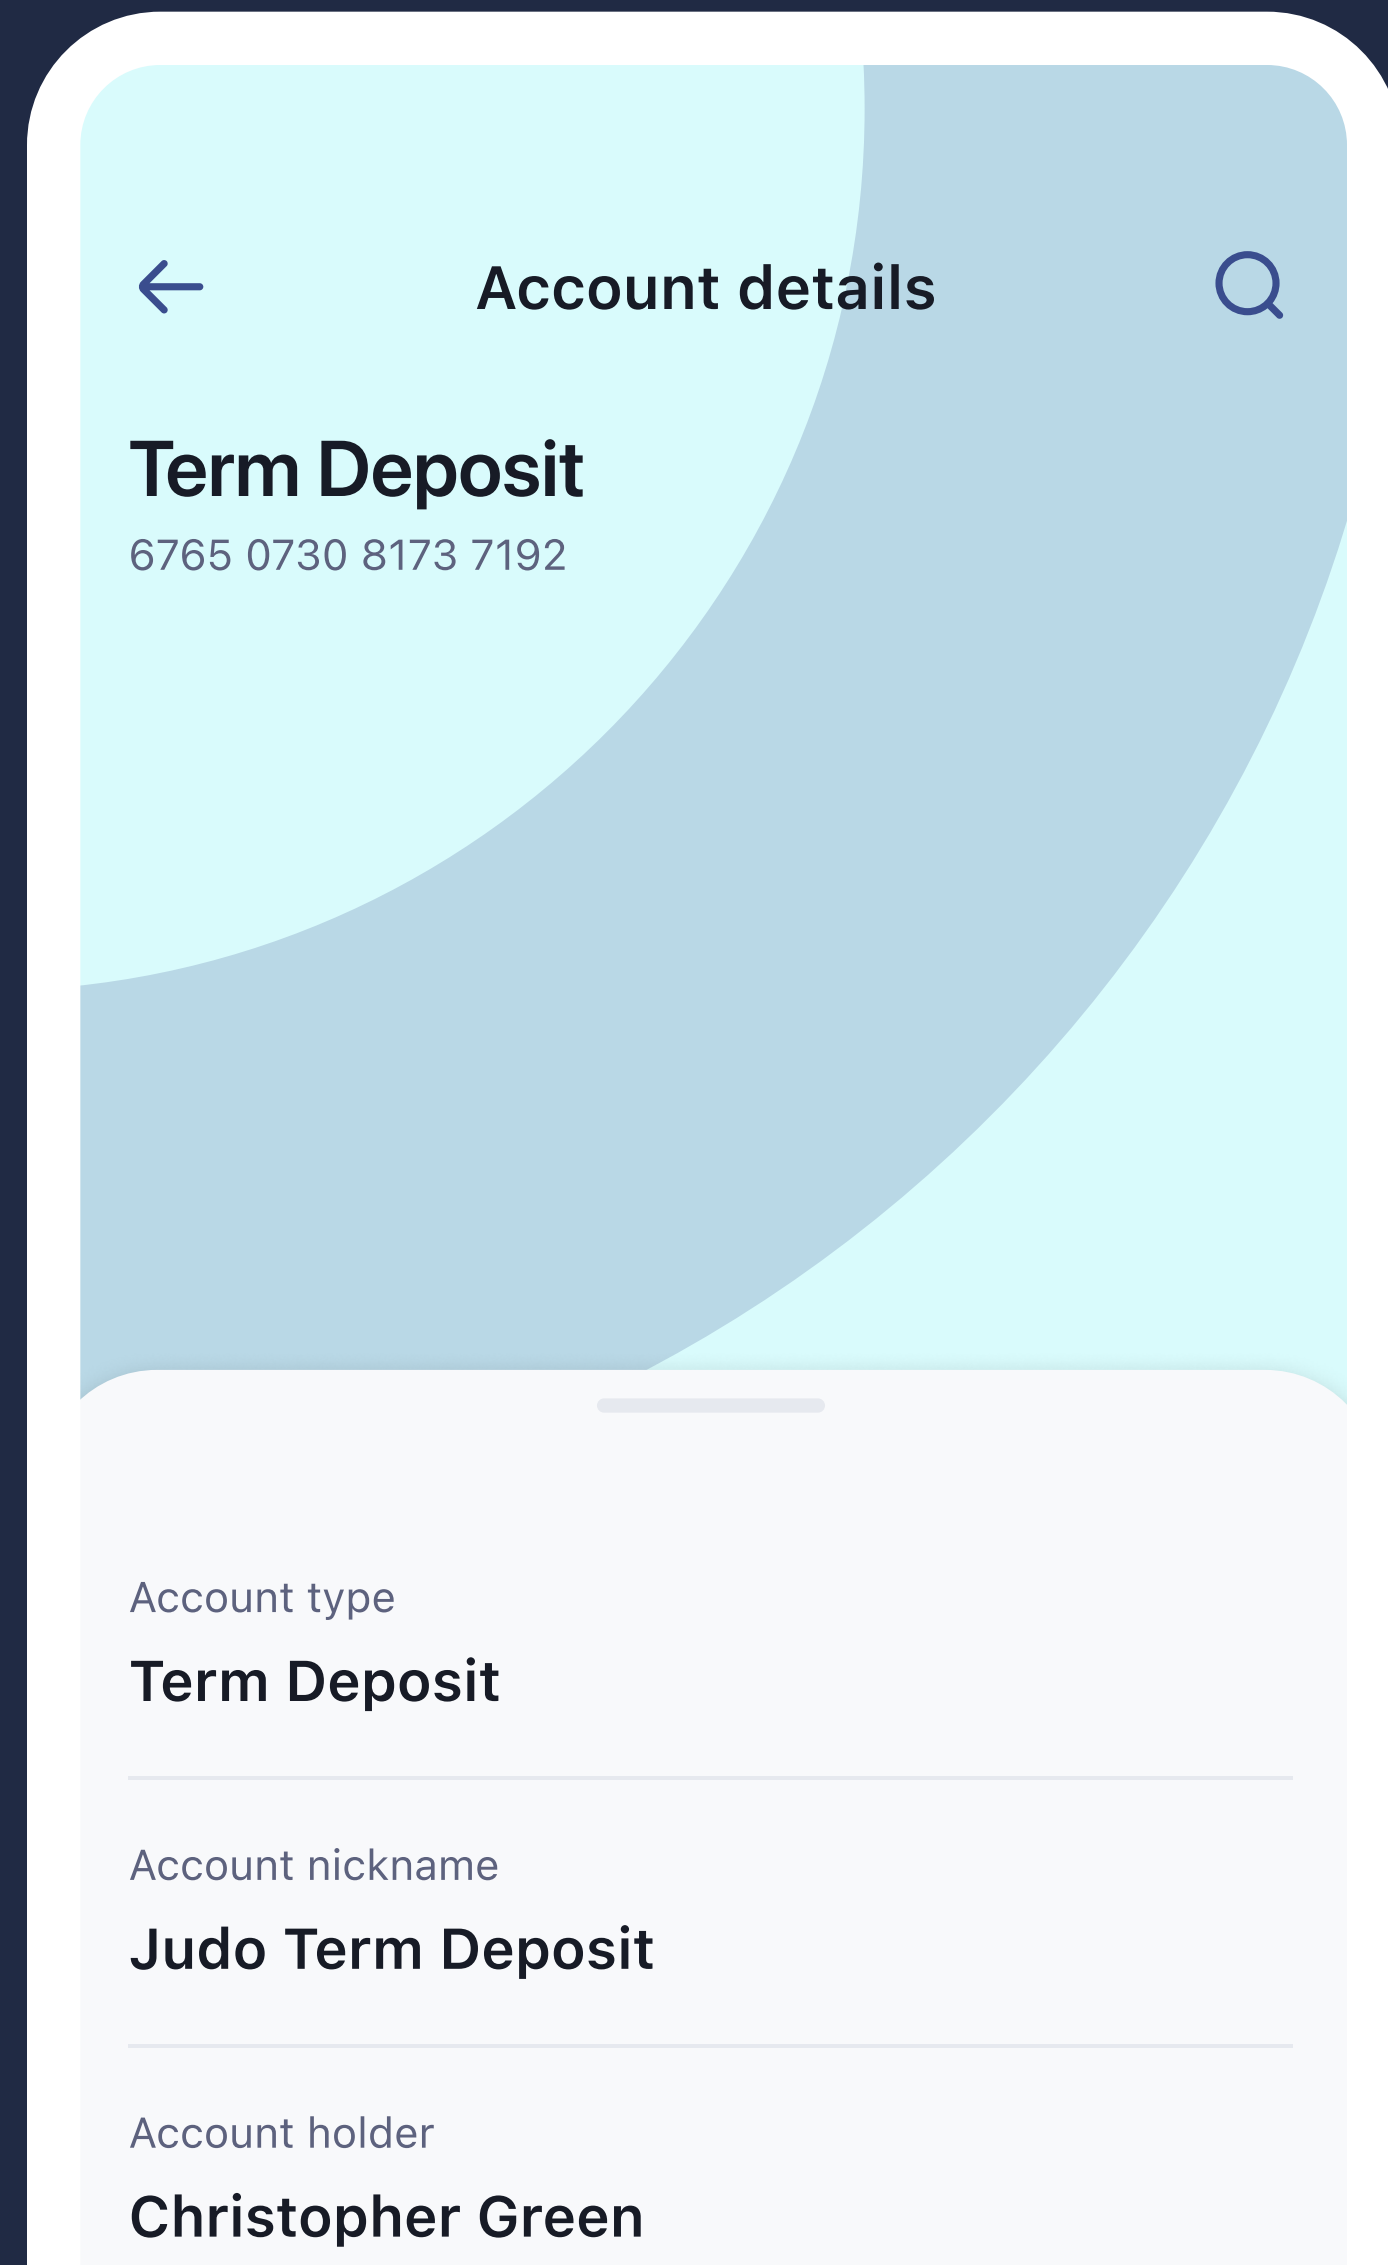 Account details
Term Deposit
6765 0730 8173 7192
Account type
Term Deposit
Account nickname
Judo Term Deposit
Account holder
Christopher Green